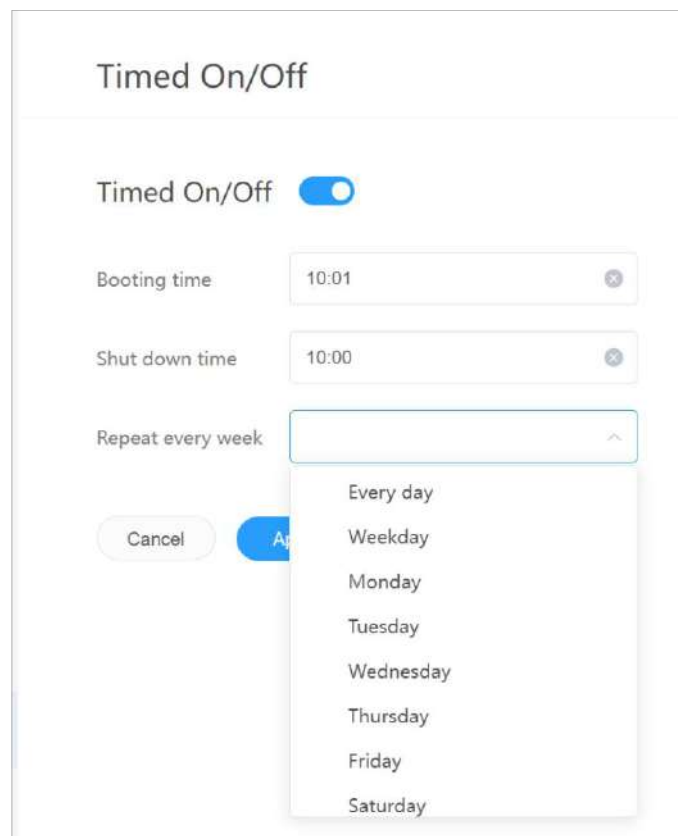 Timed On/Off
Timed On/Off
Booting time 10:01
Shut down time 10:00
Repeat every week
Every day
Cancel
Weekday
Monday
Tuesday
Wednesday
Thursday
Friday
Saturday